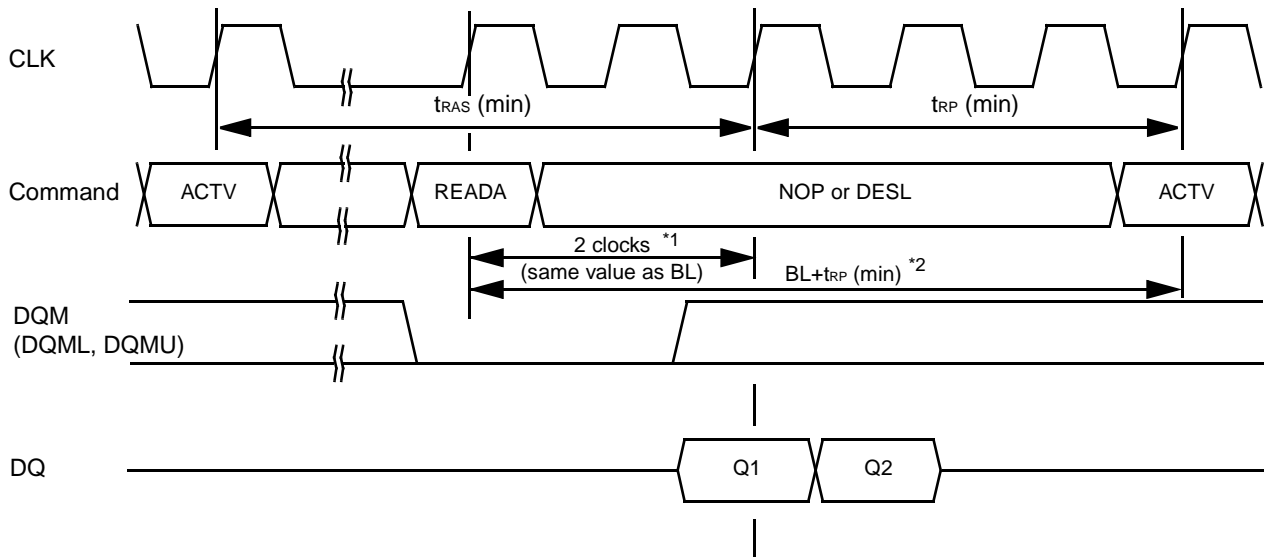 CLK
tRAS (min)
tRP (min)
Command
ACTV
READA
NOP or DESL
ACTV
2 clocks *1
(same value as BL)
BL+tRP (min) *2
DQM
(DQML, DQMU)
DQ
Q1
Q2